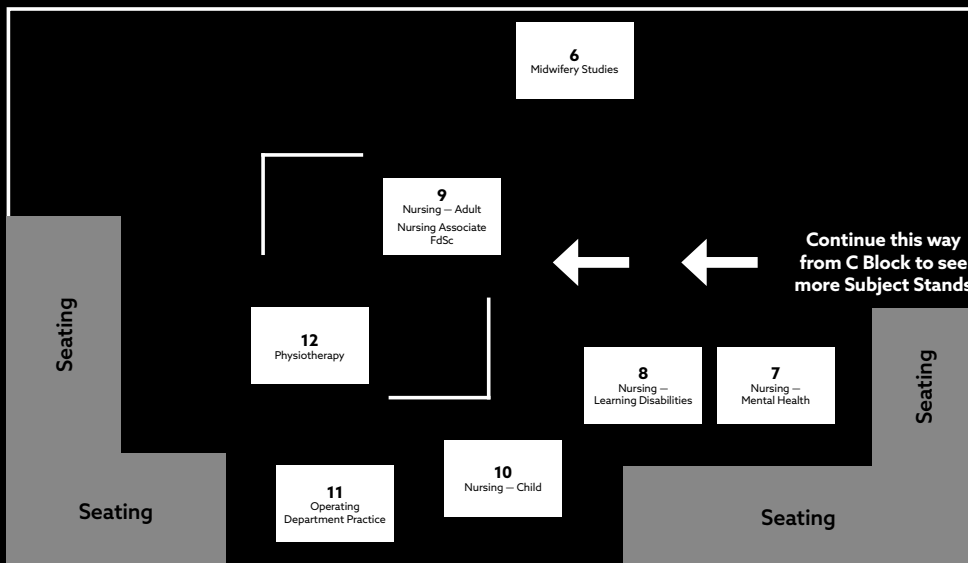 6
Midwifery Studies
9
Nursing – Adult
Nursing Associate
FdSc
Continue this way
from C Block to see
more Subject Stands
Seating
12
Physiotherapy
8
Nursing –
Learning Disabilities
7
Nursing –
Mental Health
Seating
10
Nursing – Child
11
Operating
Department Practice
Seating
Seating